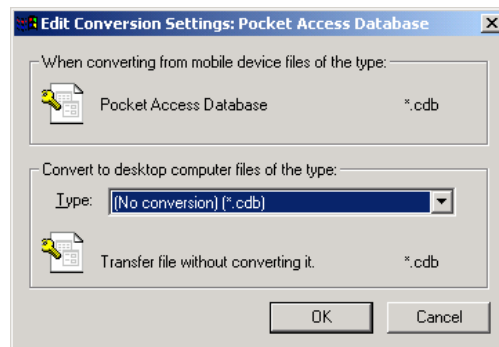 Edit Conversion Settings: Pocket Access Database
When converting from mobile device files of the type:
Pocket Access Database *.cdb
Convert to desktop computer files of the type:
Type: (No conversion) (*.cdb)
Transfer file without converting it. *.cdb
OK Cancel